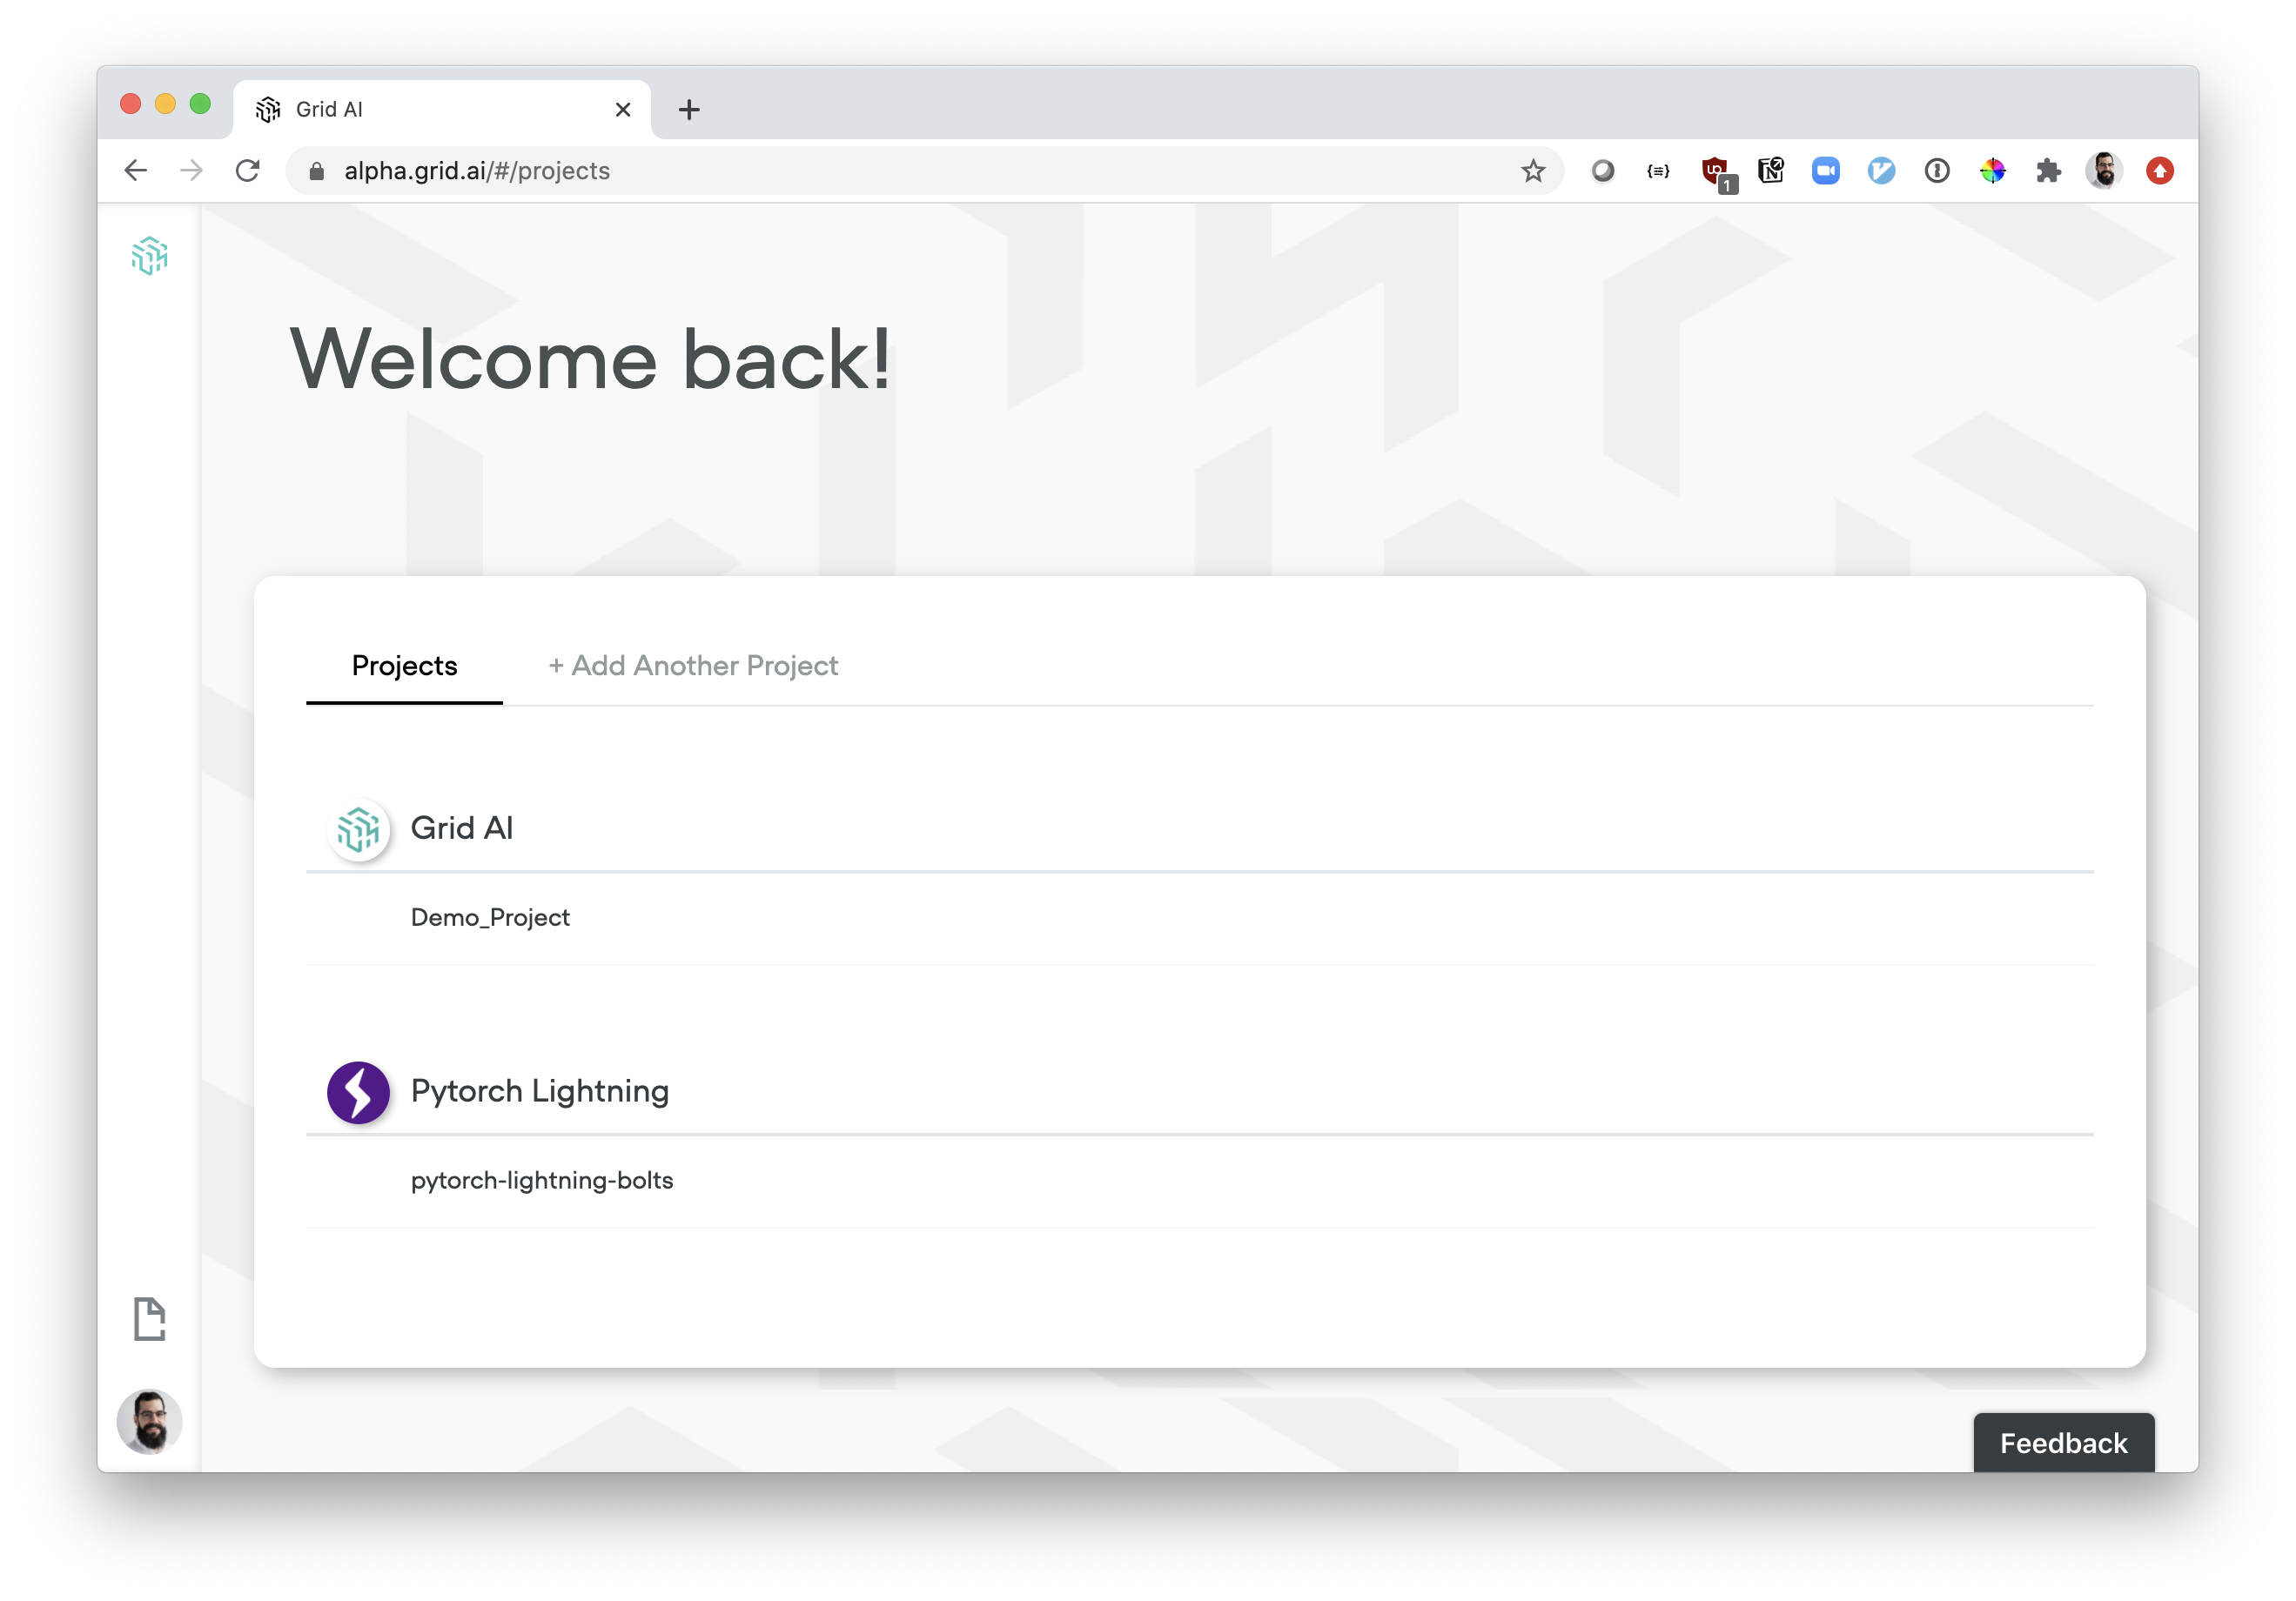 Grid AI
alpha.grid.ai/#/projects
1
Welcome back!
Projects
+ Add Another Project
Grid AI
Demo_Project
Pytorch Lightning
pytorch-lightning-bolts
Feedback